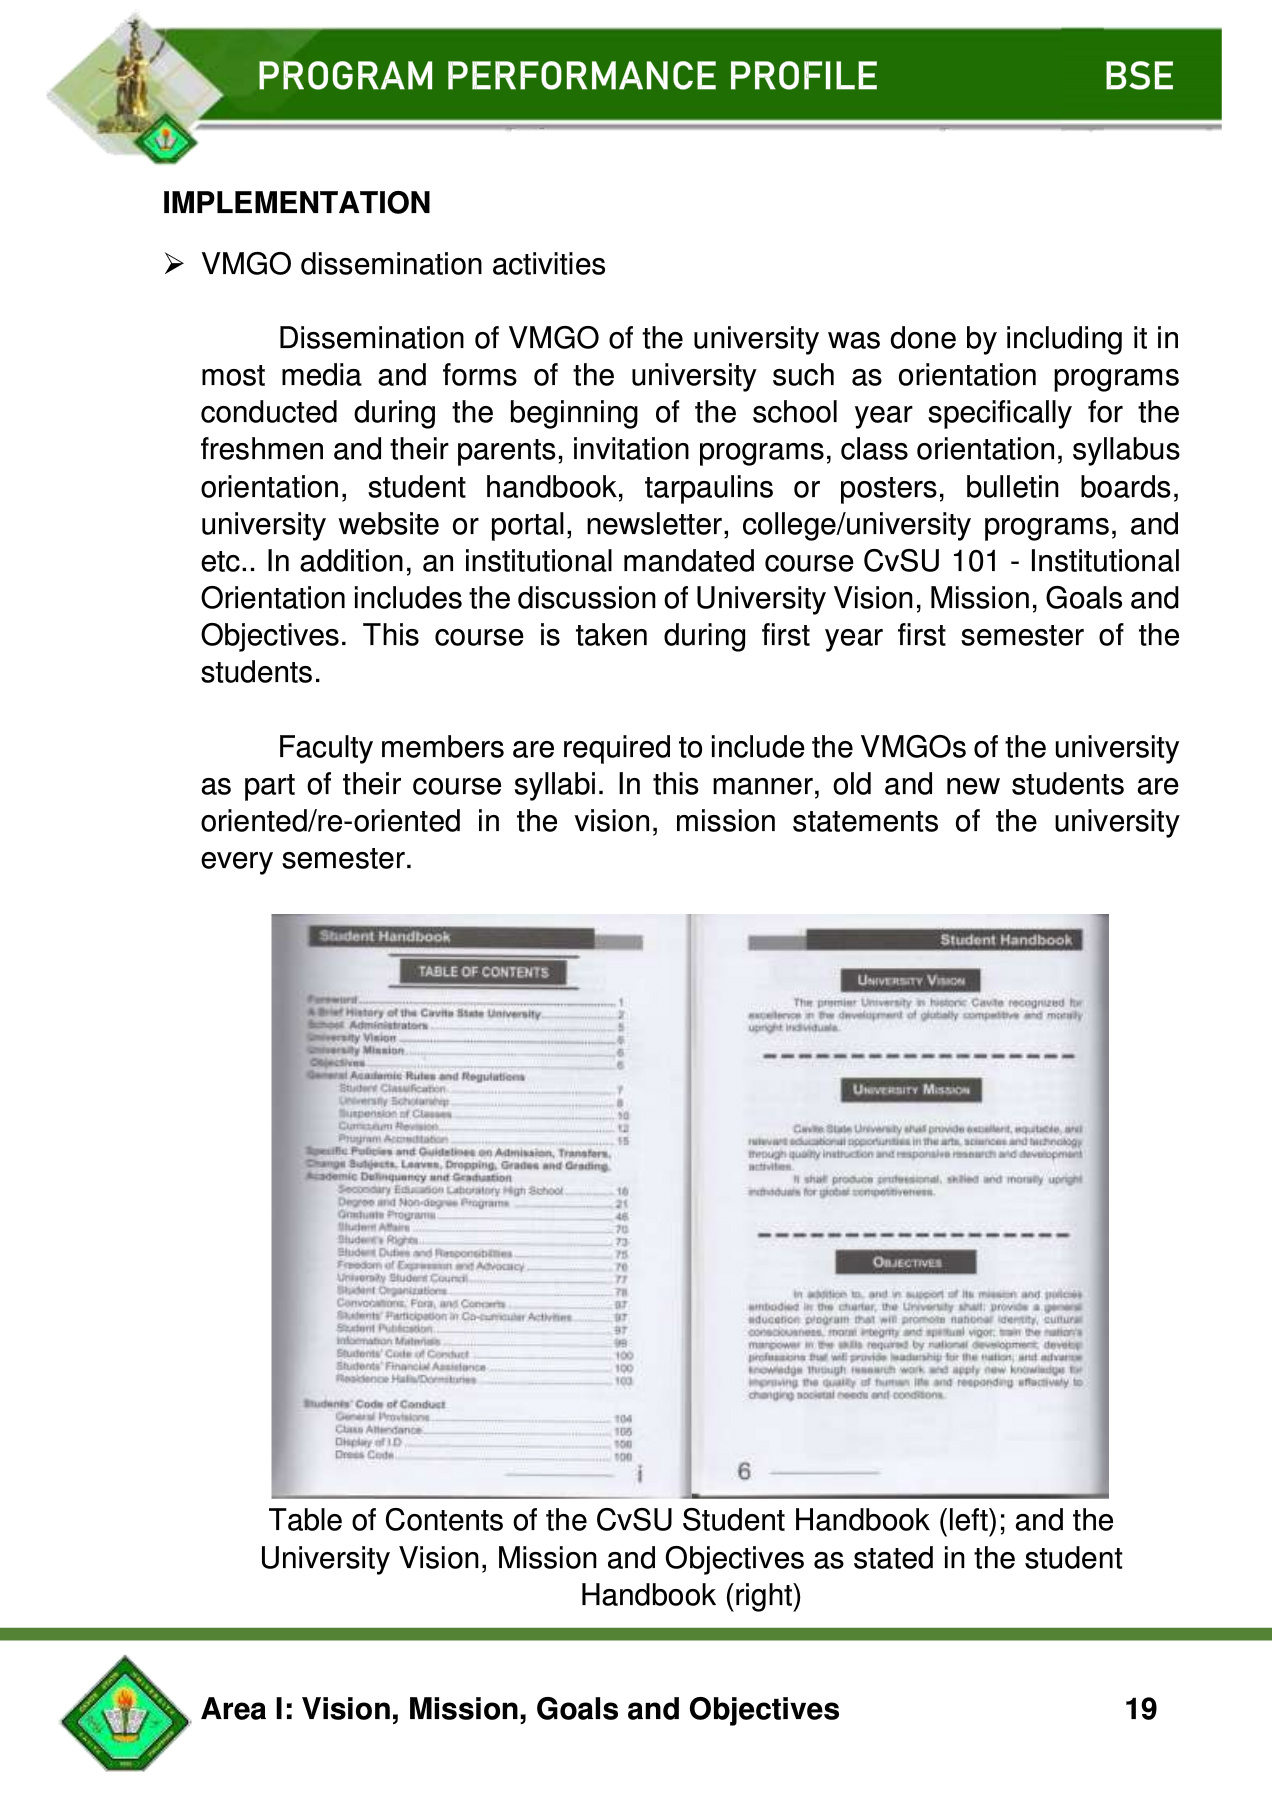 PROGRAM PERFORMANCE PROFILE BSE
IMPLEMENTATION
➢ VMGO dissemination activities
Dissemination of VMGO of the university was done by including it in
most media and forms of the university such as orientation programs
conducted during the beginning of the school year specifically for the
freshmen and their parents, invitation programs, class orientation, syllabus
orientation, student handbook, tarpaulins or posters, bulletin boards,
university website or portal, newsletter, college/university programs, and
etc.. In addition, an institutional mandated course CvSU 101 - Institutional
Orientation includes the discussion of University Vision, Mission, Goals and
Objectives. This course is taken during first year first semester of the
students.
Faculty members are required to include the VMGOs of the university
as part of their course syllabi. In this manner, old and new students are
oriented/re-oriented in the vision, mission statements of the university
every semester.
Student Handbook
TABLE OF CONTENTS
Foreword 1
A Brief History of the Cavite State University 2
School Administrators 5
University Vision 6
University Mission 6
Objectives 6
General Academic Rules and Regulations
Student Classification 7
University Scholarship 8
Suspension of Classes 10
Curriculum Revision 12
Program Accreditation 15
Specific Policies and Guidelines on Admission, Transfers,
Change Subjects, Leaves, Dropping, Grades and Grading,
Academic Delinquency and Graduation
Secondary Education Laboratory High School 16
Degree and Non-degree Programs 21
Graduate Programs 46
Student Affairs 70
Student's Rights 73
Student Duties and Responsibilities 75
Freedom of Expression and Advocacy 76
University Student Council 77
Student Organizations 78
Convocations, Fora, and Concerts 97
Students' Participation in Co-curricular Activities 97
Student Publication 97
Information Materials 99
Students' Code of Conduct 100
Students' Financial Assistance 100
Residence Halls/Dormitories 103
Students' Code of Conduct
General Provisions 104
Class Attendance 105
Display of I.D 106
Dress Code 106
i
Student Handbook
UNIVERSITY VISION
The premier University in historic Cavite recognized for
excellence in the development of globally competitive and morally
upright individuals.
UNIVERSITY MISSION
Cavite State University shall provide excellent, equitable, and
relevant educational opportunities in the arts, sciences and technology
through quality instruction and responsive research and development
activities.
It shall produce professional, skilled and morally upright
individuals for global competitiveness.
OBJECTIVES
In addition to, and in support of its mission and policies
embodied in the charter, the University shall: provide a general
education program that will promote national identity, cultural
consciousness, moral integrity and spiritual vigor; train the nation's
manpower in the skills required by national development; develop
professions that will provide leadership for the nation; and advance
knowledge through research work and apply new knowledge for
improving the quality of human life and responding effectively to
changing societal needs and conditions.
6
Table of Contents of the CvSU Student Handbook (left); and the
University Vision, Mission and Objectives as stated in the student
Handbook (right)
Area I: Vision, Mission, Goals and Objectives 19